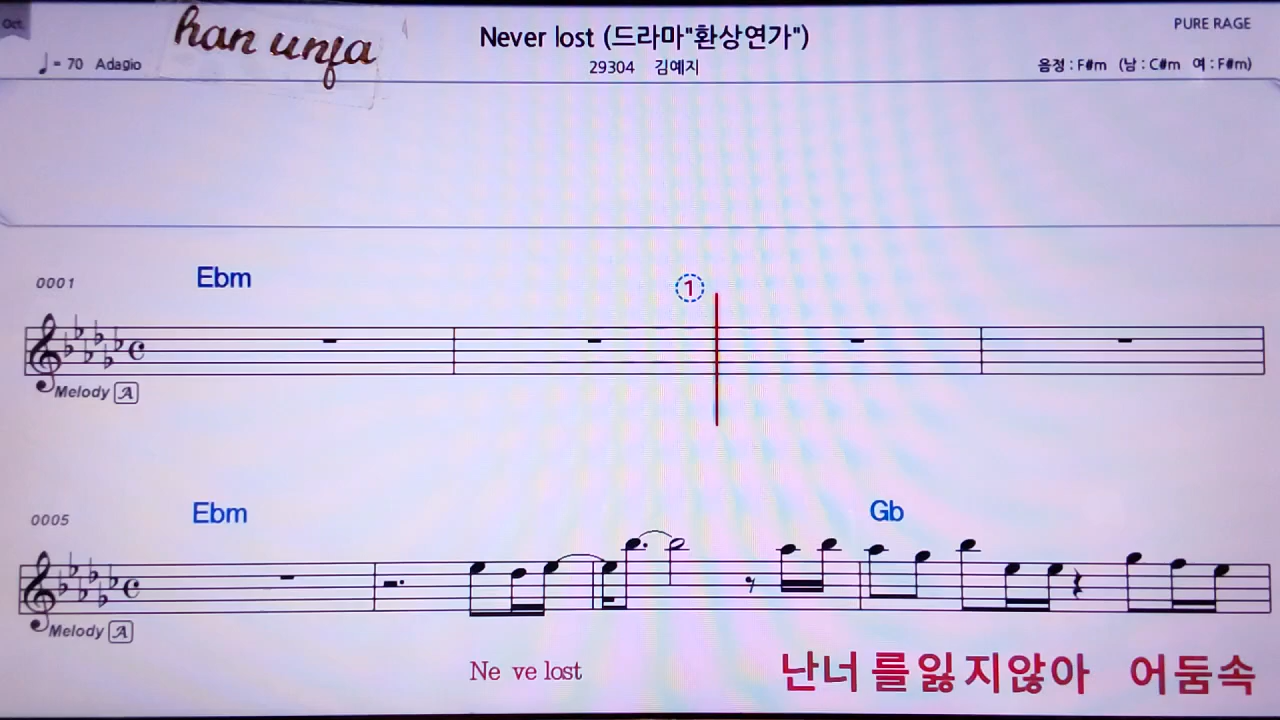 Oct.
han unfa
Never lost (드라마"환상연가")
PURE RAGE
♩= 70 Adagio
29304 김예지
음정 : F#m (남 : C#m 여 : F#m)
0001
Ebm
1
Melody A
0005
Ebm
Gb
Melody A
Ne ve lost 난너를잃지않아 어둠속